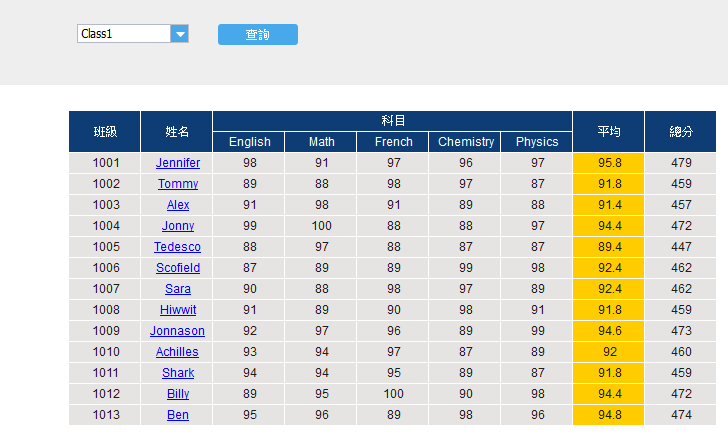 Class1 查詢
班級 姓名 科目 平均 總分
English Math French Chemistry Physics
1001 Jennifer 98 91 97 96 97 95.8 479
1002 Tommy 89 88 98 97 87 91.8 459
1003 Alex 91 98 91 89 88 91.4 457
1004 Jonny 99 100 88 88 97 94.4 472
1005 Tedesco 88 97 88 87 87 89.4 447
1006 Scofield 87 89 89 99 98 92.4 462
1007 Sara 90 88 98 97 89 92.4 462
1008 Hiwwit 91 89 90 98 91 91.8 459
1009 Jonnason 92 97 96 89 99 94.6 473
1010 Achilles 93 94 97 87 89 92 460
1011 Shark 94 94 95 89 87 91.8 459
1012 Billy 89 95 100 90 98 94.4 472
1013 Ben 95 96 89 98 96 94.8 474